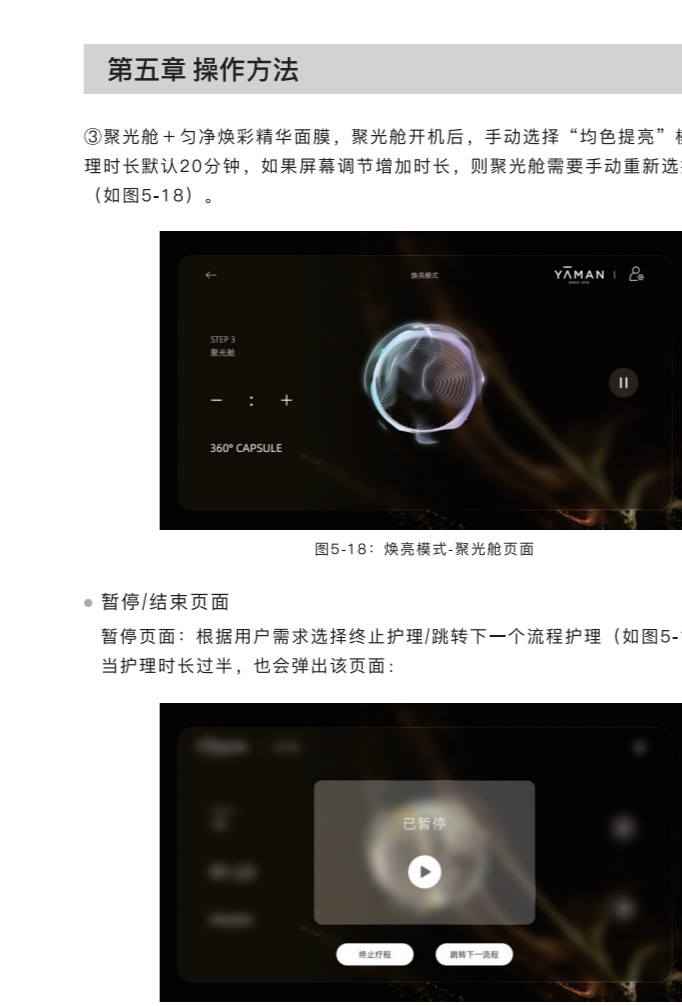 第五章 操作方法
③聚光舱＋匀净焕彩精华面膜，聚光舱开机后，手动选择“均色提亮”
理时长默认20分钟，如果屏幕调节增加时长，则聚光舱需要手动重新选
（如图5-18）。
焕亮模式
YAMAN
SINCE 1978
STEP 3
聚光舱
− : +
360° CAPSULE
图5-18：焕亮模式-聚光舱页面
暂停/结束页面
暂停页面：根据用户需求选择终止护理/跳转下一个流程护理（如图5-
当护理时长过半，也会弹出该页面：
已暂停
终止疗程
跳转下一流程